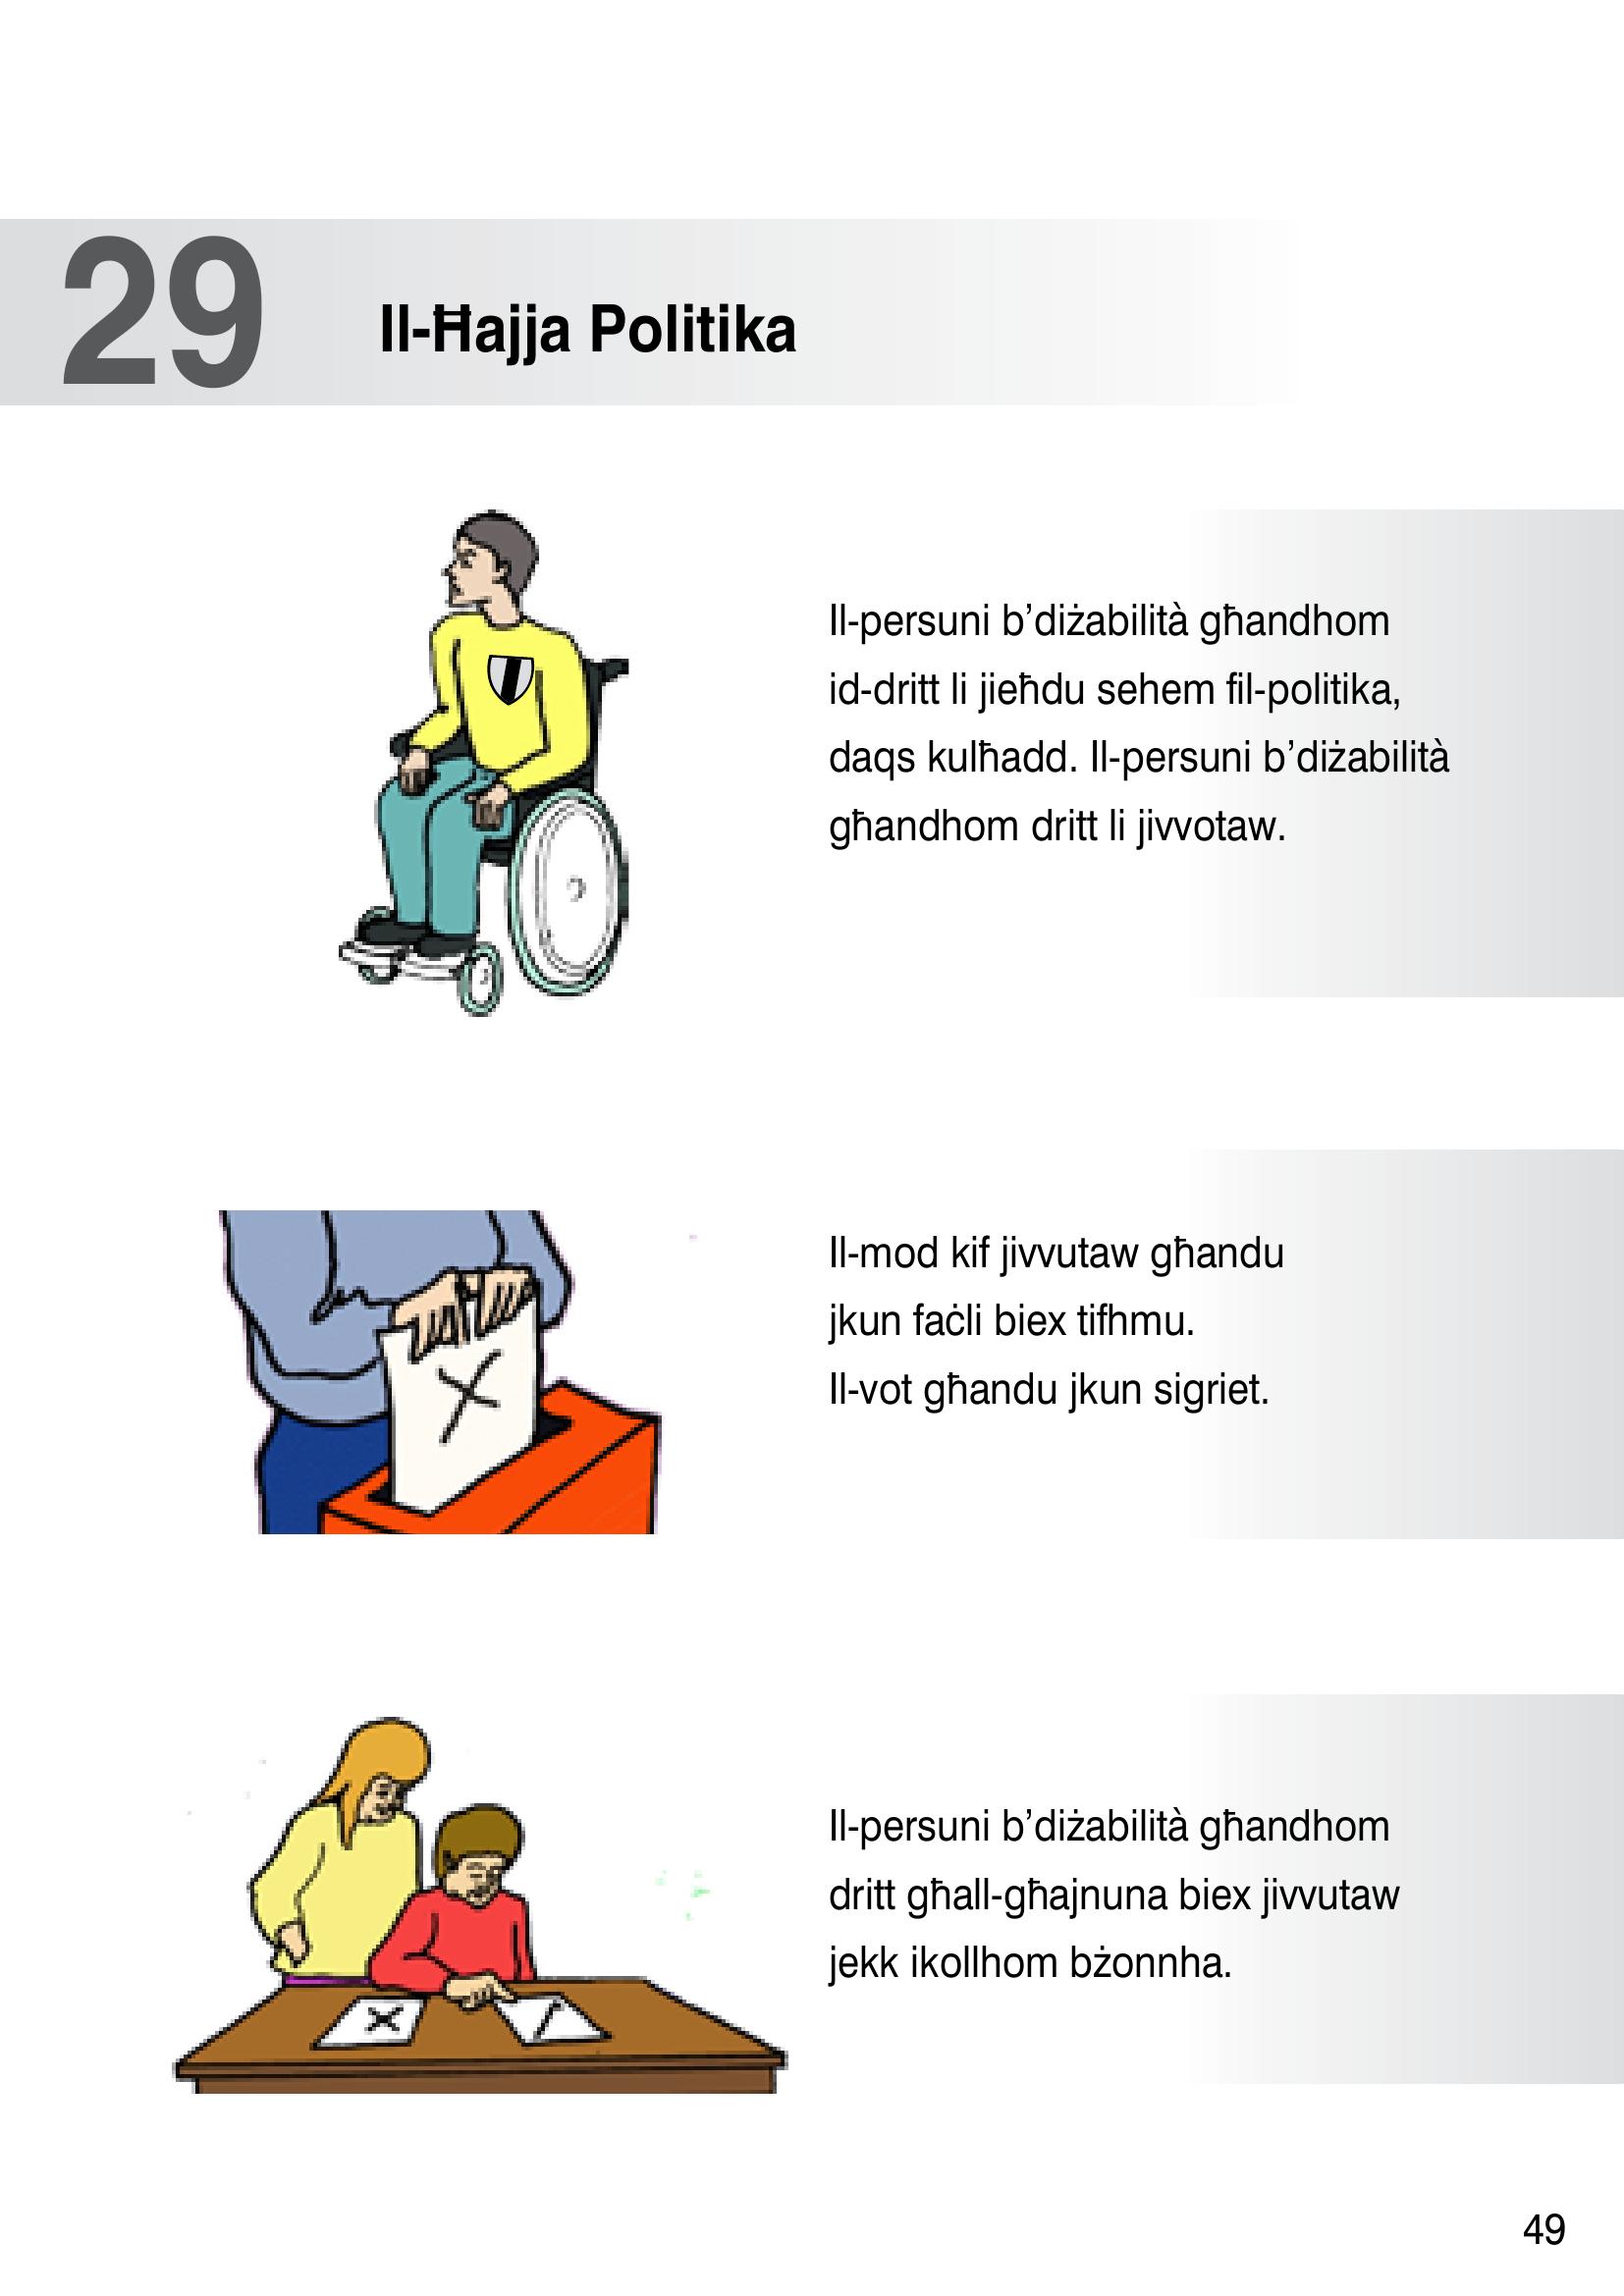 29
Il-Ħajja Politika
Il-persuni b’diżabilità għandhom
id-dritt li jieħdu sehem fil-politika,
daqs kulħadd. Il-persuni b’diżabilità
għandhom dritt li jivvotaw.
Il-mod kif jivvutaw għandu
jkun faċli biex tifhmu.
Il-vot għandu jkun sigriet.
Il-persuni b’diżabilità għandhom
dritt għall-għajnuna biex jivvutaw
jekk ikollhom bżonnha.
49